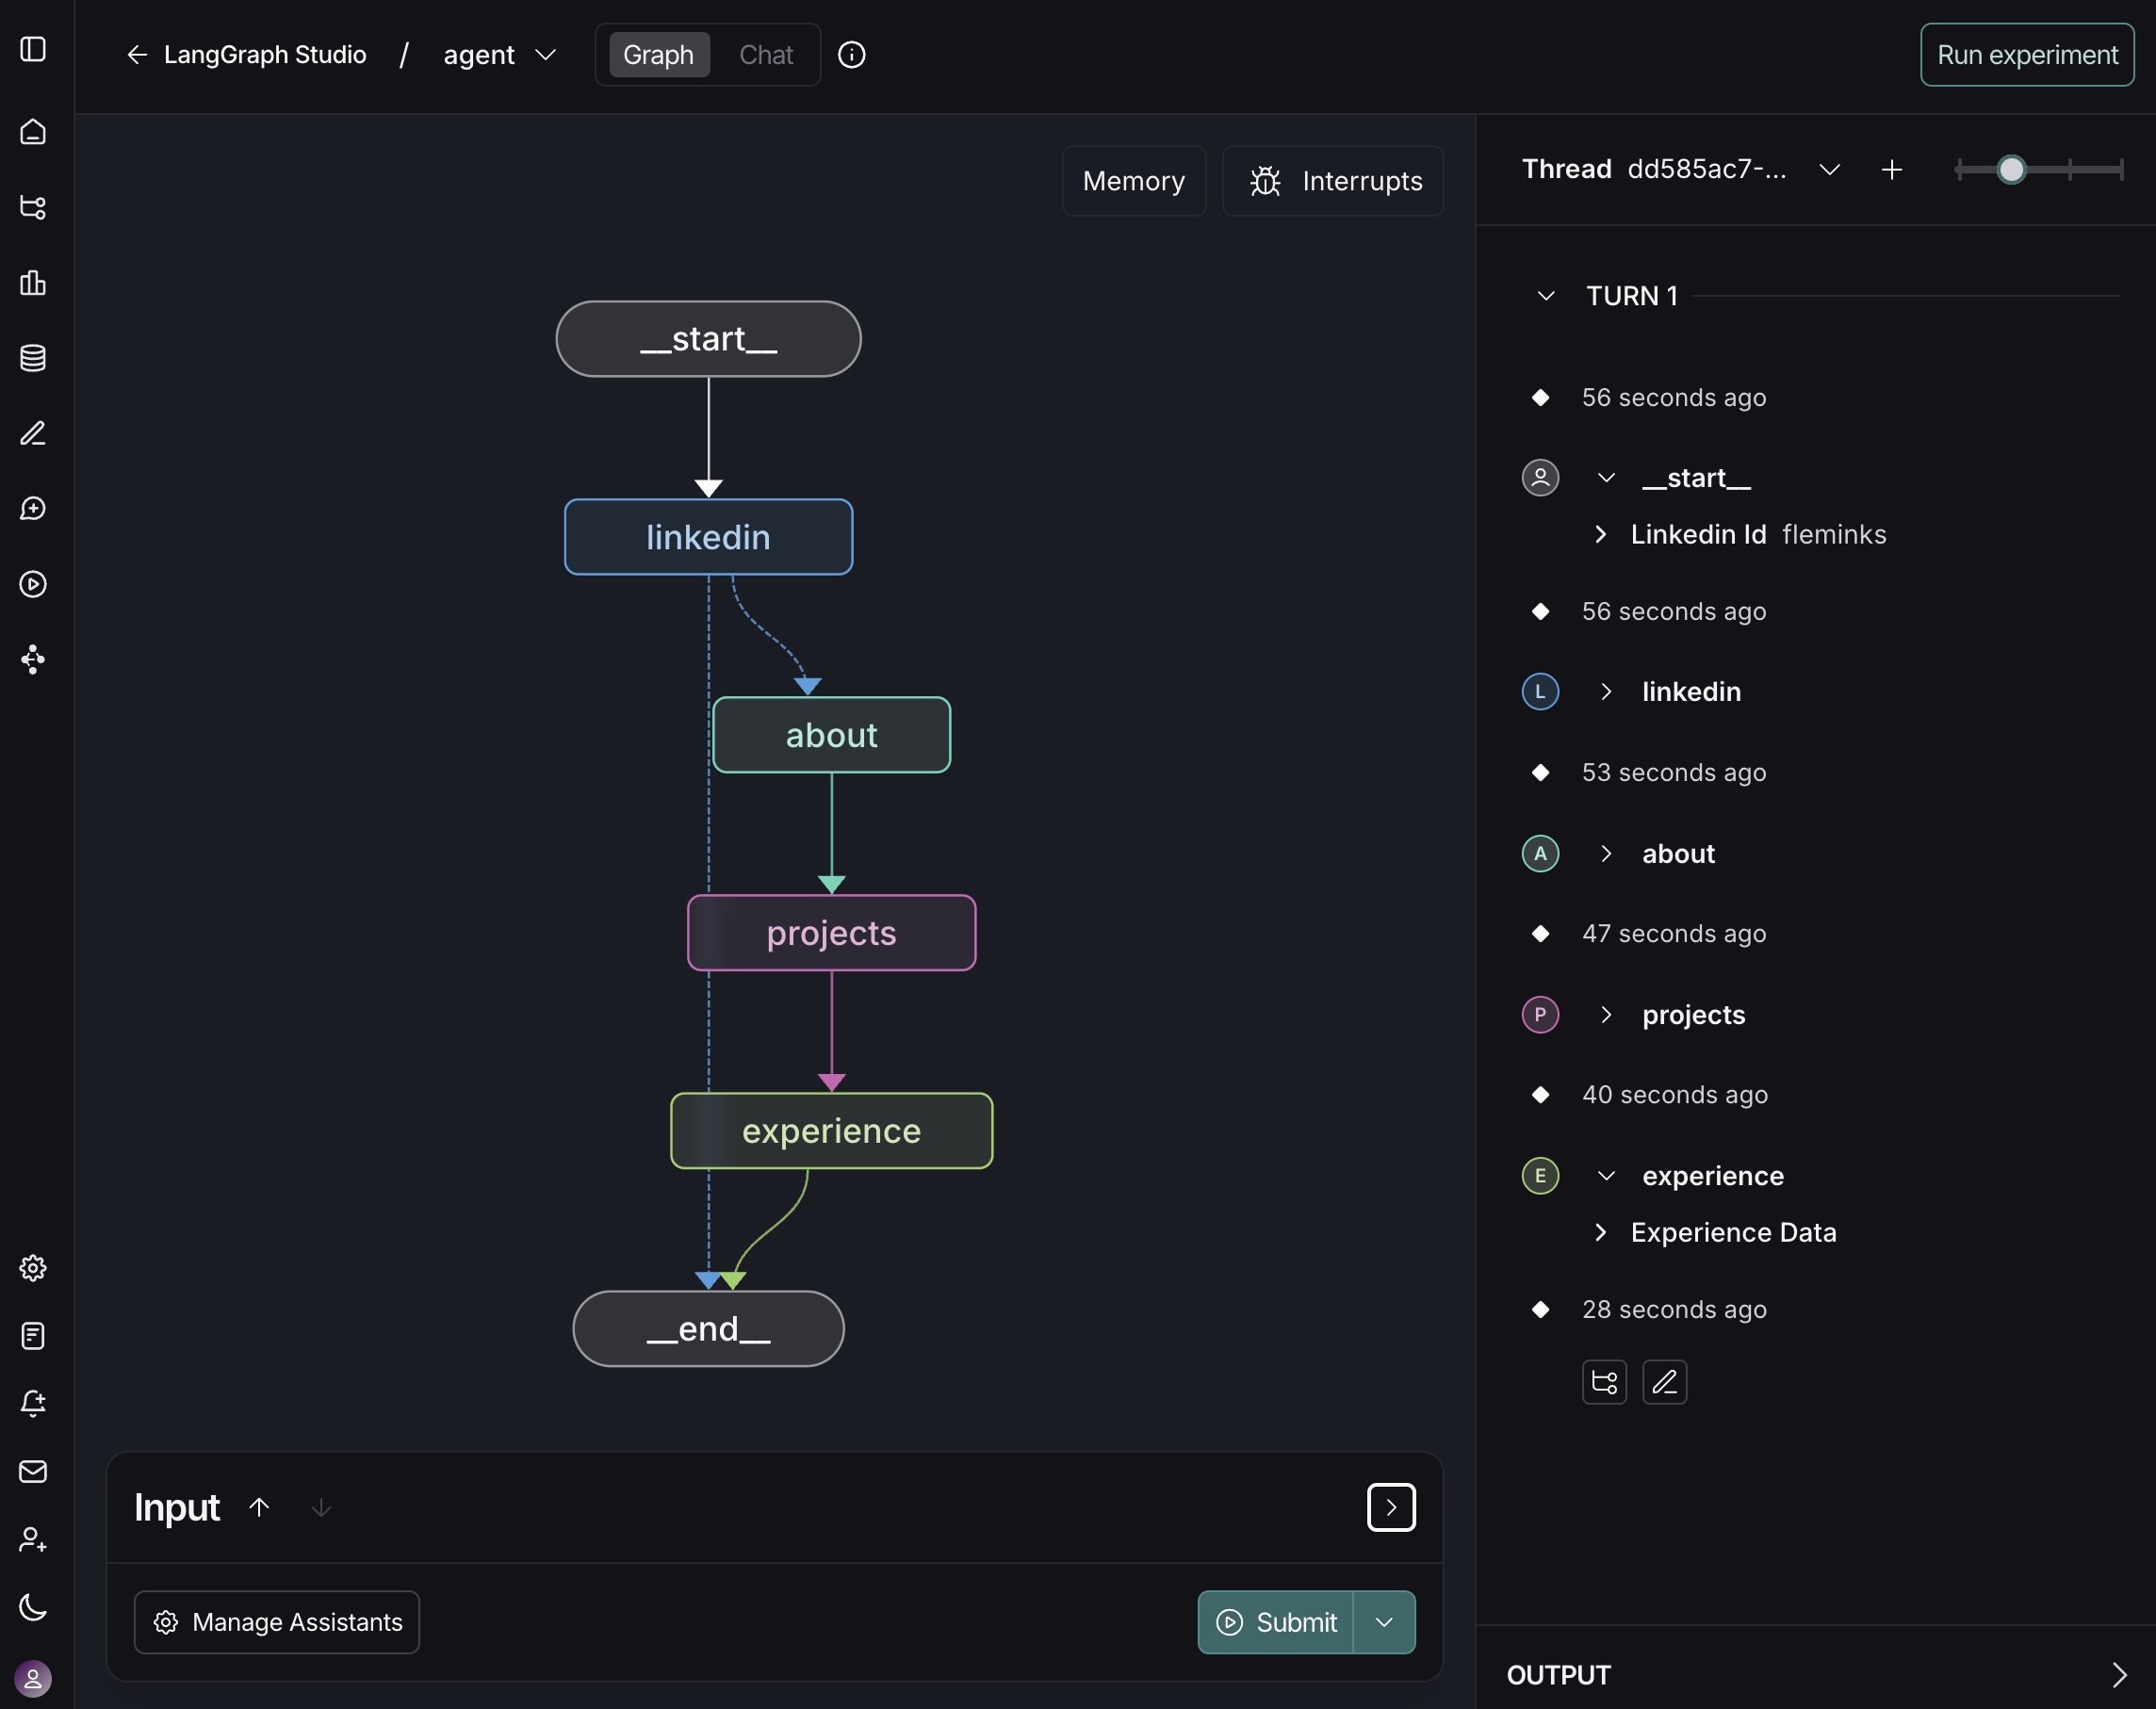 LangGraph Studio / agent
Graph
Chat
Run experiment
Memory
Interrupts
__start__
linkedin
about
projects
experience
__end__
Input
Manage Assistants
Submit
Thread dd585ac7-...
TURN 1
56 seconds ago
__start__
Linkedin Id fleminks
56 seconds ago
L linkedin
53 seconds ago
A about
47 seconds ago
P projects
40 seconds ago
E experience
Experience Data
28 seconds ago
OUTPUT